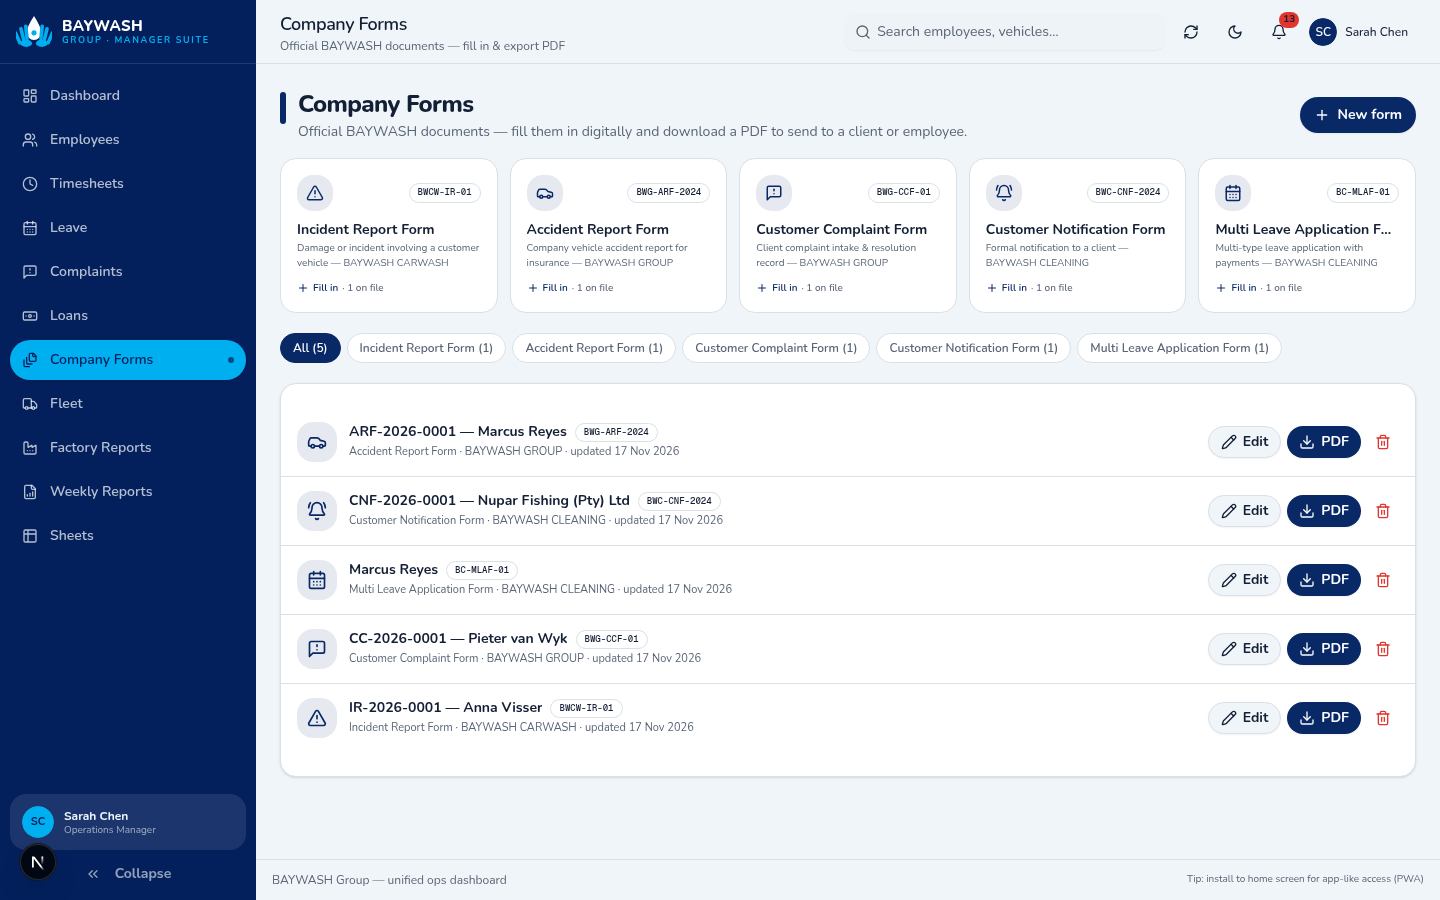 BAYWASH
GROUP · MANAGER SUITE
Dashboard
Employees
Timesheets
Leave
Complaints
Loans
Company Forms
Fleet
Factory Reports
Weekly Reports
Sheets
SC
Sarah Chen
Operations Manager
N
Collapse
Company Forms
Official BAYWASH documents — fill in & export PDF
Search employees, vehicles...
13
SC
Sarah Chen
Company Forms
Official BAYWASH documents — fill them in digitally and download a PDF to send to a client or employee.
New form
BWCW-IR-01
Incident Report Form
Damage or incident involving a customer
vehicle — BAYWASH CARWASH
Fill in · 1 on file
BWG-ARF-2024
Accident Report Form
Company vehicle accident report for
insurance — BAYWASH GROUP
Fill in · 1 on file
BWG-CCF-01
Customer Complaint Form
Client complaint intake & resolution
record — BAYWASH GROUP
Fill in · 1 on file
BWC-CNF-2024
Customer Notification Form
Formal notification to a client —
BAYWASH CLEANING
Fill in · 1 on file
BC-MLAF-01
Multi Leave Application F...
Multi-type leave application with
payments — BAYWASH CLEANING
Fill in · 1 on file
All (5)
Incident Report Form (1)
Accident Report Form (1)
Customer Complaint Form (1)
Customer Notification Form (1)
Multi Leave Application Form (1)
ARF-2026-0001 — Marcus Reyes BWG-ARF-2024
Accident Report Form · BAYWASH GROUP · updated 17 Nov 2026
Edit PDF
CNF-2026-0001 — Nupar Fishing (Pty) Ltd BWC-CNF-2024
Customer Notification Form · BAYWASH CLEANING · updated 17 Nov 2026
Edit PDF
Marcus Reyes BC-MLAF-01
Multi Leave Application Form · BAYWASH CLEANING · updated 17 Nov 2026
Edit PDF
CC-2026-0001 — Pieter van Wyk BWG-CCF-01
Customer Complaint Form · BAYWASH GROUP · updated 17 Nov 2026
Edit PDF
IR-2026-0001 — Anna Visser BWCW-IR-01
Incident Report Form · BAYWASH CARWASH · updated 17 Nov 2026
Edit PDF
BAYWASH Group — unified ops dashboard
Tip: install to home screen for app-like access (PWA)